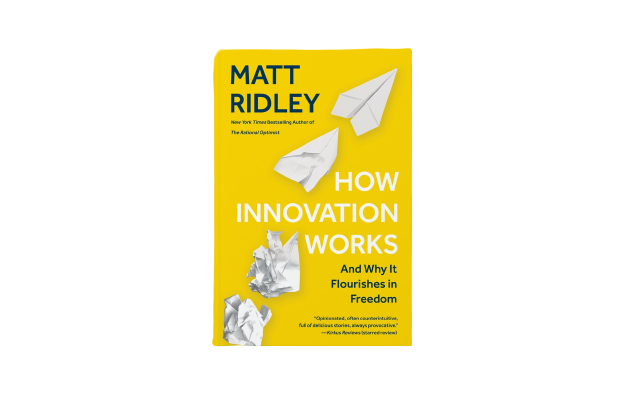 MATT
RIDLEY
New York Times Bestselling Author of
The Rational Optimist
HOW
INNOVATION
WORKS
And Why It
Flourishes in
Freedom
"Opinionated, often counterintuitive,
full of delicious stories, always provocative."
—Kirkus Reviews (starred review)